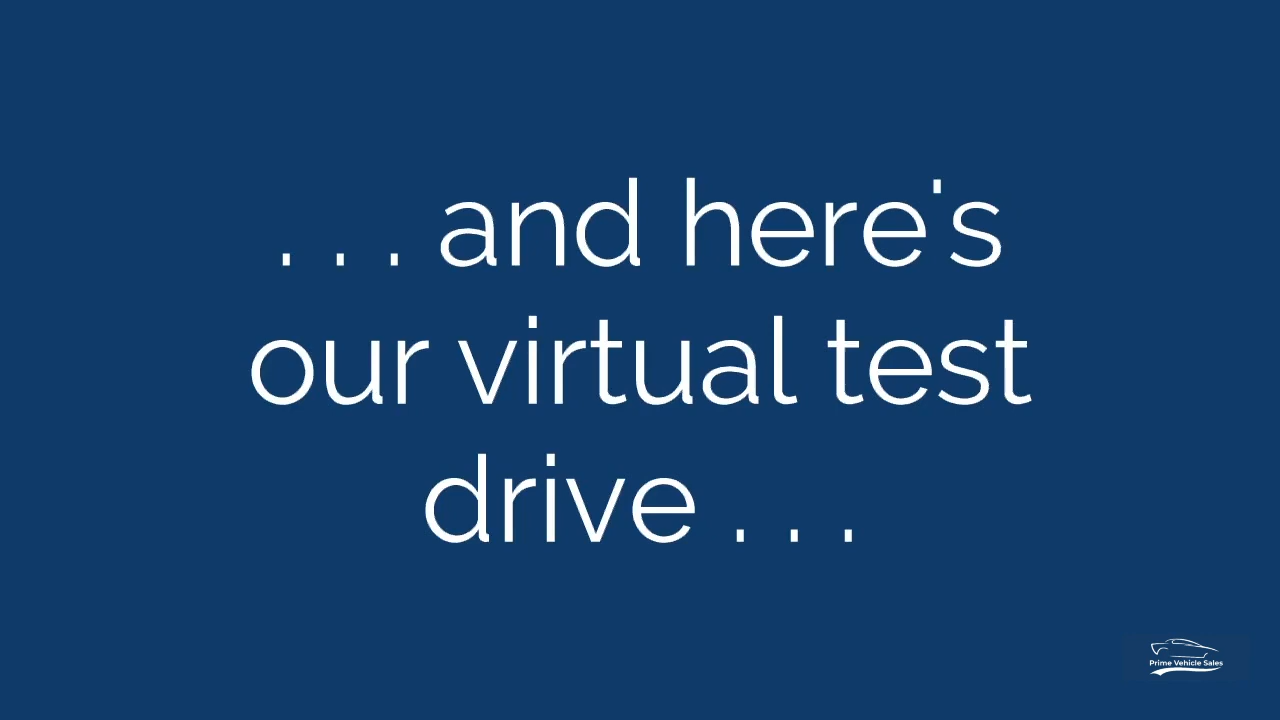 . . . and here's
our virtual test
drive . . .
Prime Vehicle Sales